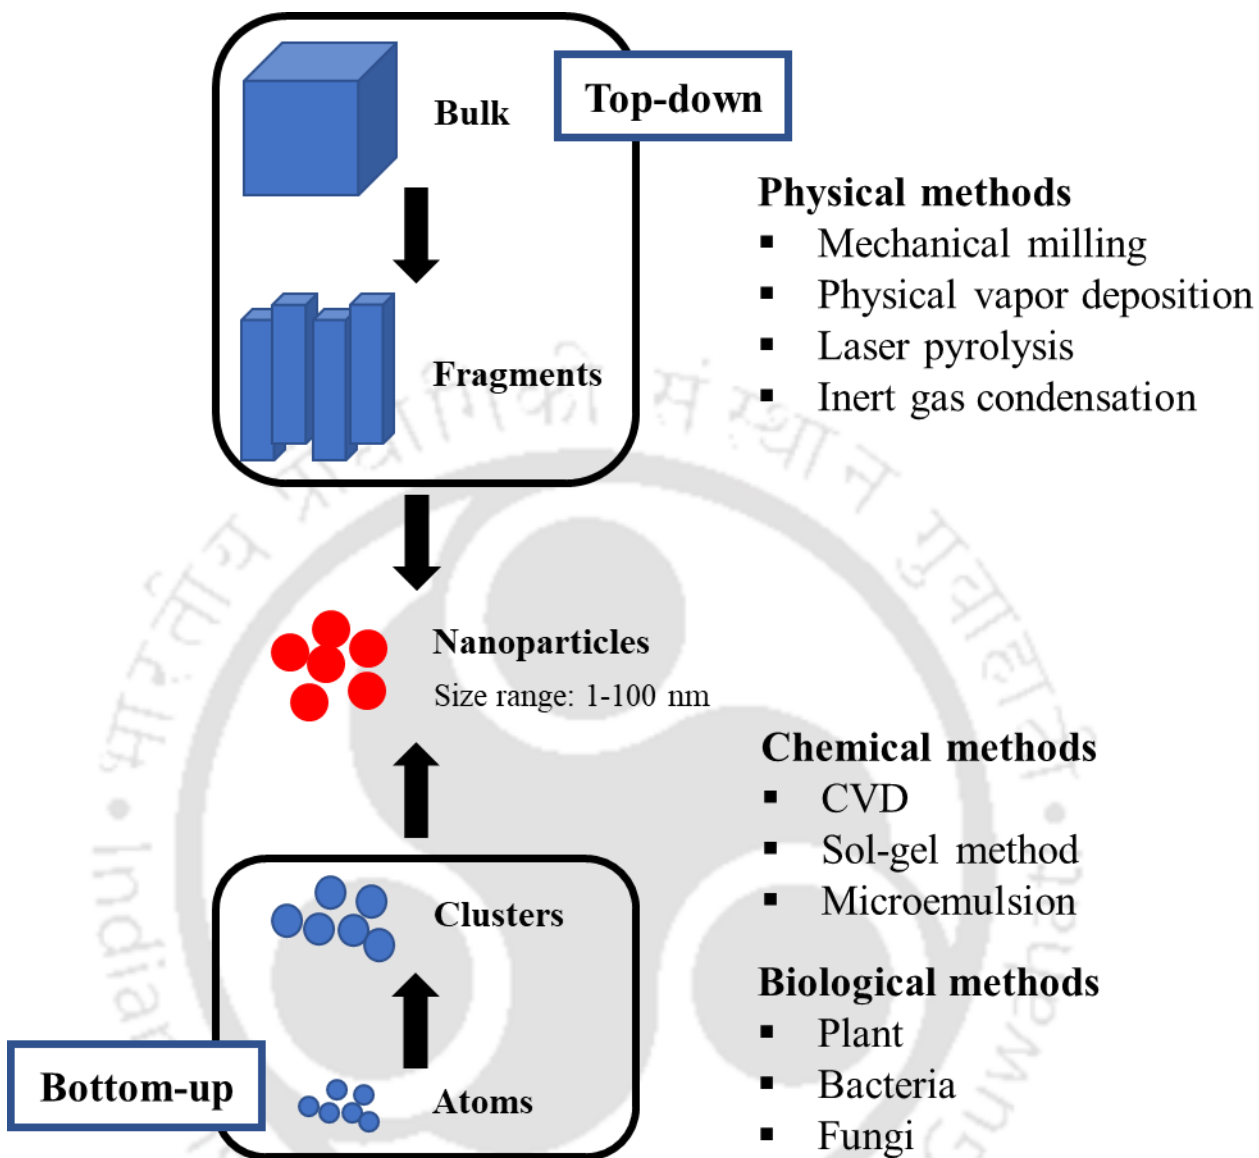 Top-down
Bulk
Fragments
Physical methods
▪ Mechanical milling
▪ Physical vapor deposition
▪ Laser pyrolysis
▪ Inert gas condensation
Nanoparticles
Size range: 1-100 nm
Chemical methods
▪ CVD
▪ Sol-gel method
▪ Microemulsion
Clusters
Biological methods
▪ Plant
▪ Bacteria
▪ Fungi
Bottom-up
Atoms
भारतीय प्रौद्योगिकी संस्थान गुवाहाटी
Indian